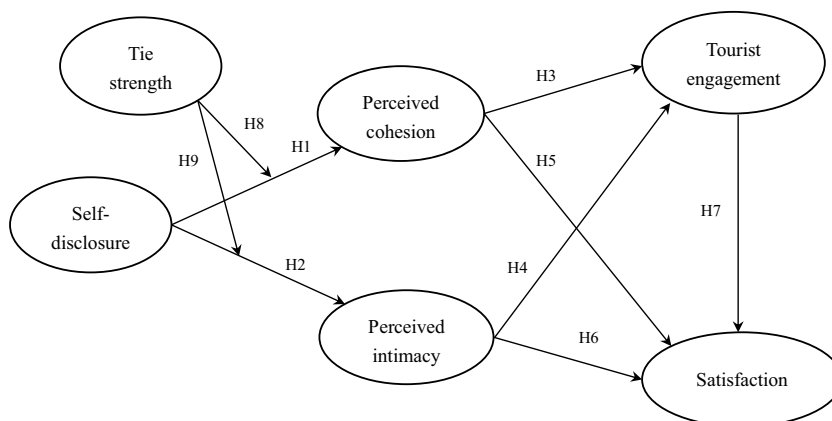 Tie
strength
Self-
disclosure
Perceived
cohesion
Perceived
intimacy
Tourist
engagement
Satisfaction
H8
H9
H1
H2
H3
H5
H4
H6
H7